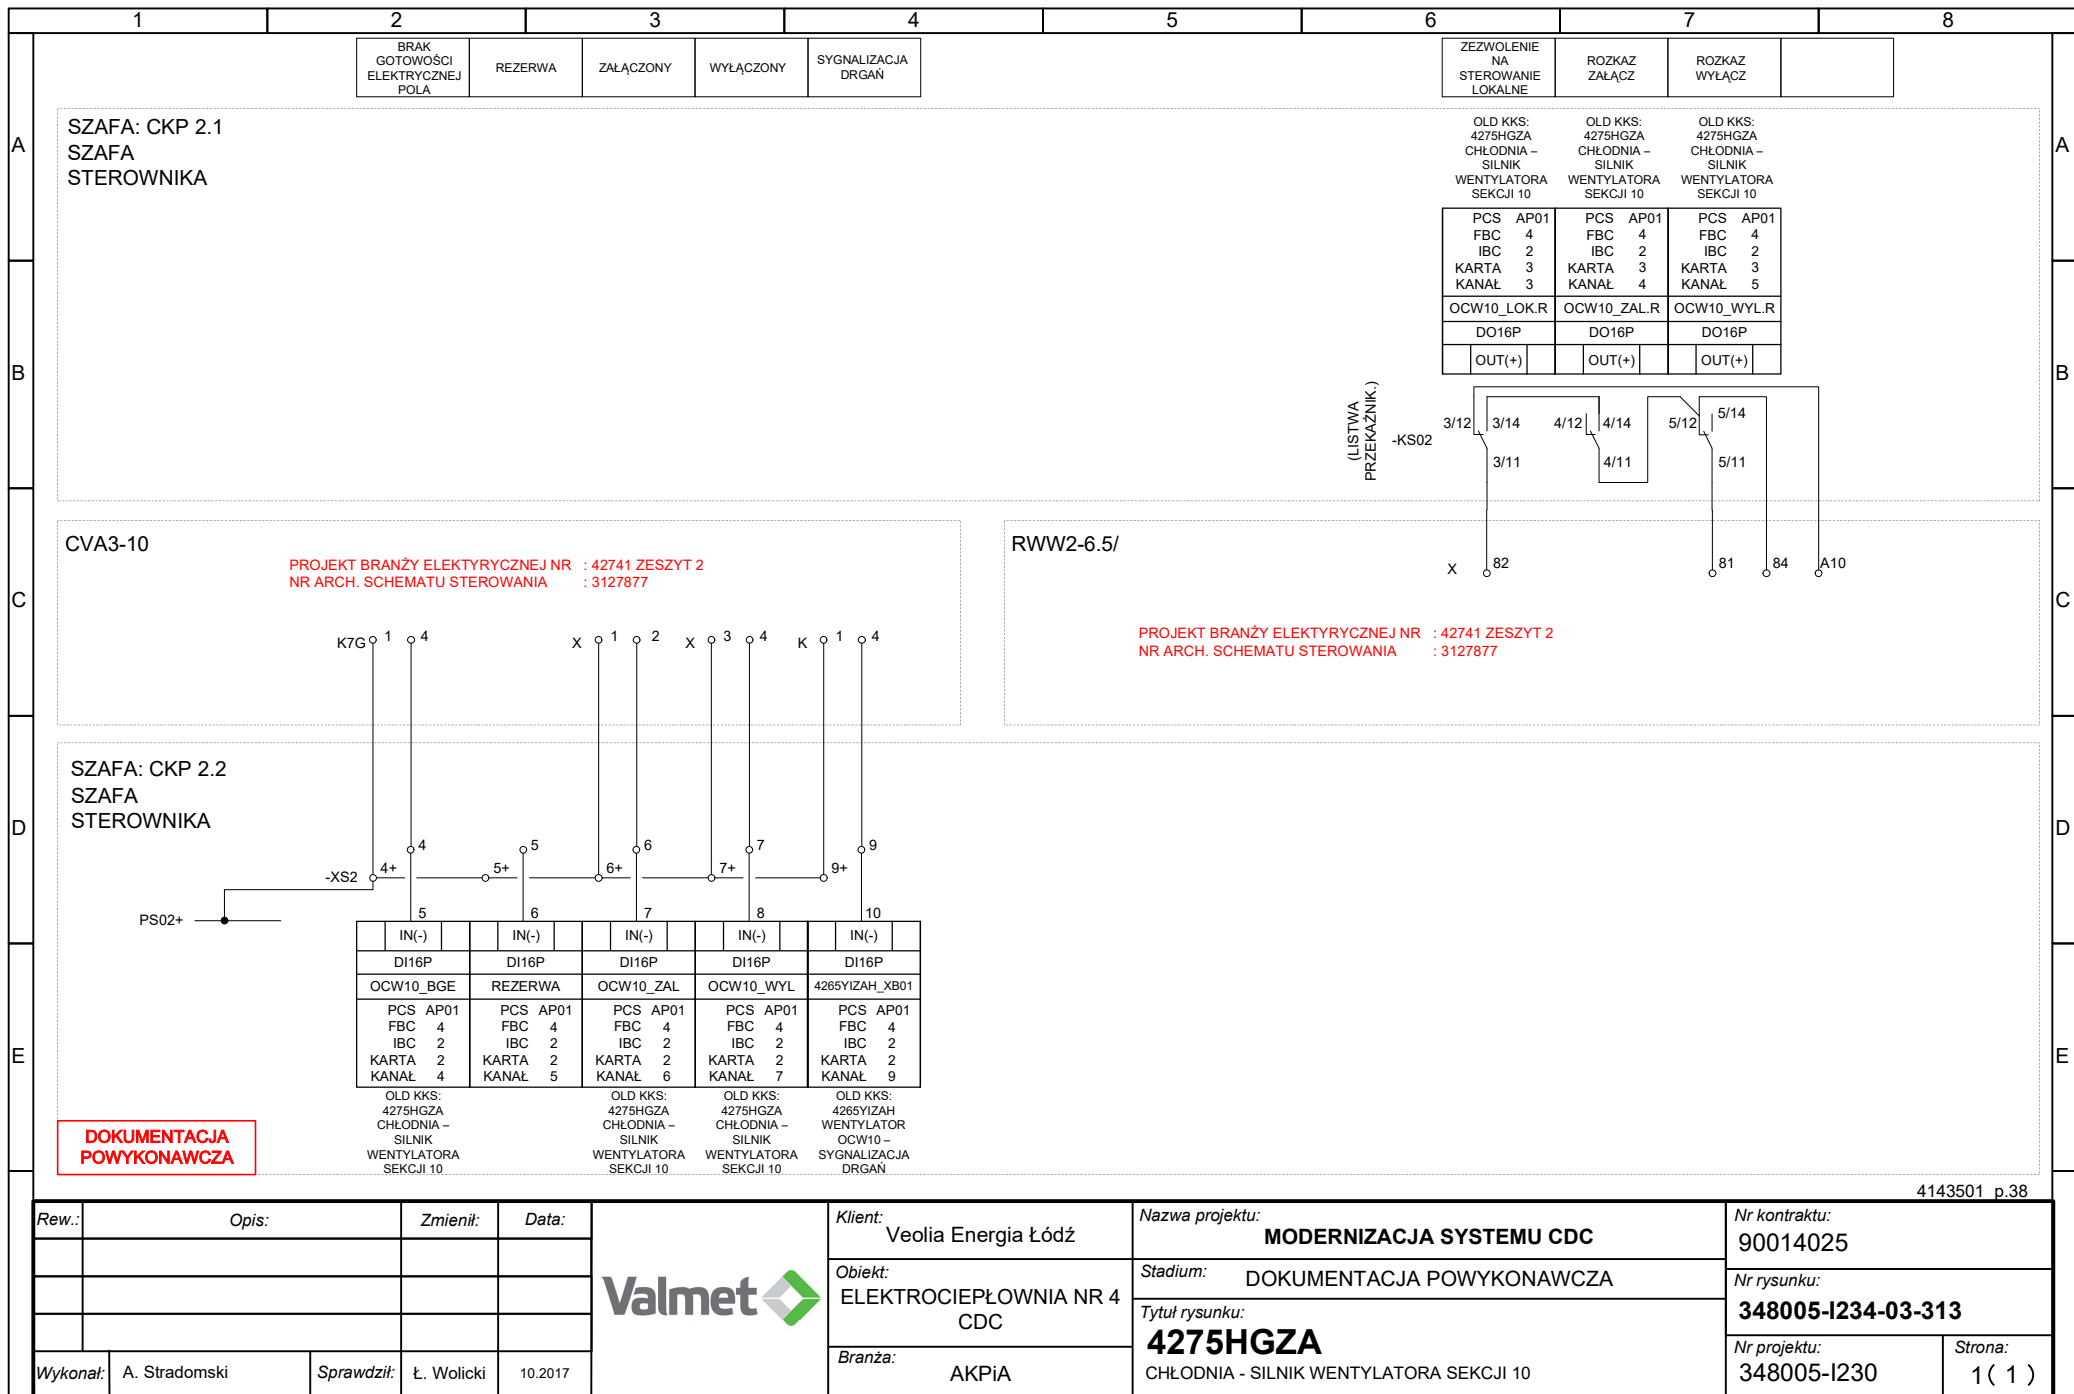 1 2 3 4 5 6 7 8
BRAK
GOTOWOŚCI
ELEKTRYCZNEJ
POLA
REZERWA
ZAŁĄCZONY
WYŁĄCZONY
SYGNALIZACJA
DRGAŃ
ZEZWOLENIE
NA
STEROWANIE
LOKALNE
ROZKAZ
ZAŁĄCZ
ROZKAZ
WYŁĄCZ
A
A
SZAFA: CKP 2.1
SZAFA
STEROWNIKA
OLD KKS:
4275HGZA
CHŁODNIA –
SILNIK
WENTYLATORA
SEKCJI 10
OLD KKS:
4275HGZA
CHŁODNIA –
SILNIK
WENTYLATORA
SEKCJI 10
OLD KKS:
4275HGZA
CHŁODNIA –
SILNIK
WENTYLATORA
SEKCJI 10
PCS AP01
FBC 4
IBC 2
KARTA 3
KANAŁ 3
OCW10_LOK.R
DO16P
OUT(+)
PCS AP01
FBC 4
IBC 2
KARTA 3
KANAŁ 4
OCW10_ZAL.R
DO16P
OUT(+)
PCS AP01
FBC 4
IBC 2
KARTA 3
KANAŁ 5
OCW10_WYL.R
DO16P
OUT(+)
B
B
(LISTWA
PRZEKAŹNIK.)
-KS02
3/12 3/14
3/11
4/12 4/14
4/11
5/12 5/14
5/11
C
C
CVA3-10
PROJEKT BRANŻY ELEKTYRYCZNEJ NR : 42741 ZESZYT 2
NR ARCH. SCHEMATU STEROWANIA : 3127877
K7G 1 4
X 1 2
X 3 4
K 1 4
RWW2-6.5/
X 82 81 84 A10
PROJEKT BRANŻY ELEKTYRYCZNEJ NR : 42741 ZESZYT 2
NR ARCH. SCHEMATU STEROWANIA : 3127877
D
D
SZAFA: CKP 2.2
SZAFA
STEROWNIKA
4 5 6 7 9
-XS2 4+ 5+ 6+ 7+ 9+
PS02+
5 6 7 8 10
E
E
IN(-)
DI16P
OCW10_BGE
PCS AP01
FBC 4
IBC 2
KARTA 2
KANAŁ 4
OLD KKS:
4275HGZA
CHŁODNIA –
SILNIK
WENTYLATORA
SEKCJI 10
IN(-)
DI16P
REZERWA
PCS AP01
FBC 4
IBC 2
KARTA 2
KANAŁ 5
IN(-)
DI16P
OCW10_ZAL
PCS AP01
FBC 4
IBC 2
KARTA 2
KANAŁ 6
OLD KKS:
4275HGZA
CHŁODNIA –
SILNIK
WENTYLATORA
SEKCJI 10
IN(-)
DI16P
OCW10_WYL
PCS AP01
FBC 4
IBC 2
KARTA 2
KANAŁ 7
OLD KKS:
4275HGZA
CHŁODNIA –
SILNIK
WENTYLATORA
SEKCJI 10
IN(-)
DI16P
4265YIZAH_XB01
PCS AP01
FBC 4
IBC 2
KARTA 2
KANAŁ 9
OLD KKS:
4265YIZAH
WENTYLATOR
OCW10 –
SYGNALIZACJA
DRGAŃ
DOKUMENTACJA
POWYKONAWCZA
4143501 p.38
Rew.: Opis: Zmienił: Data:
Wykonał: A. Stradomski Sprawdził: Ł. Wolicki 10.2017
Valmet
Klient:
Veolia Energia Łódź
Obiekt:
ELEKTROCIEPŁOWNIA NR 4
CDC
Branża:
AKPiA
Nazwa projektu:
MODERNIZACJA SYSTEMU CDC
Stadium: DOKUMENTACJA POWYKONAWCZA
Tytuł rysunku:
4275HGZA
CHŁODNIA - SILNIK WENTYLATORA SEKCJI 10
Nr kontraktu:
90014025
Nr rysunku:
348005-I234-03-313
Nr projektu:
348005-I230
Strona:
1( 1 )